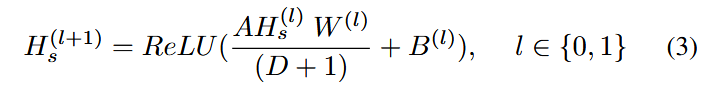 H_s^{(l+1)} = ReLU(\frac{AH_s^{(l)} W^{(l)}}{(D + 1)} + B^{(l)}), l ∈ {0, 1} (3)